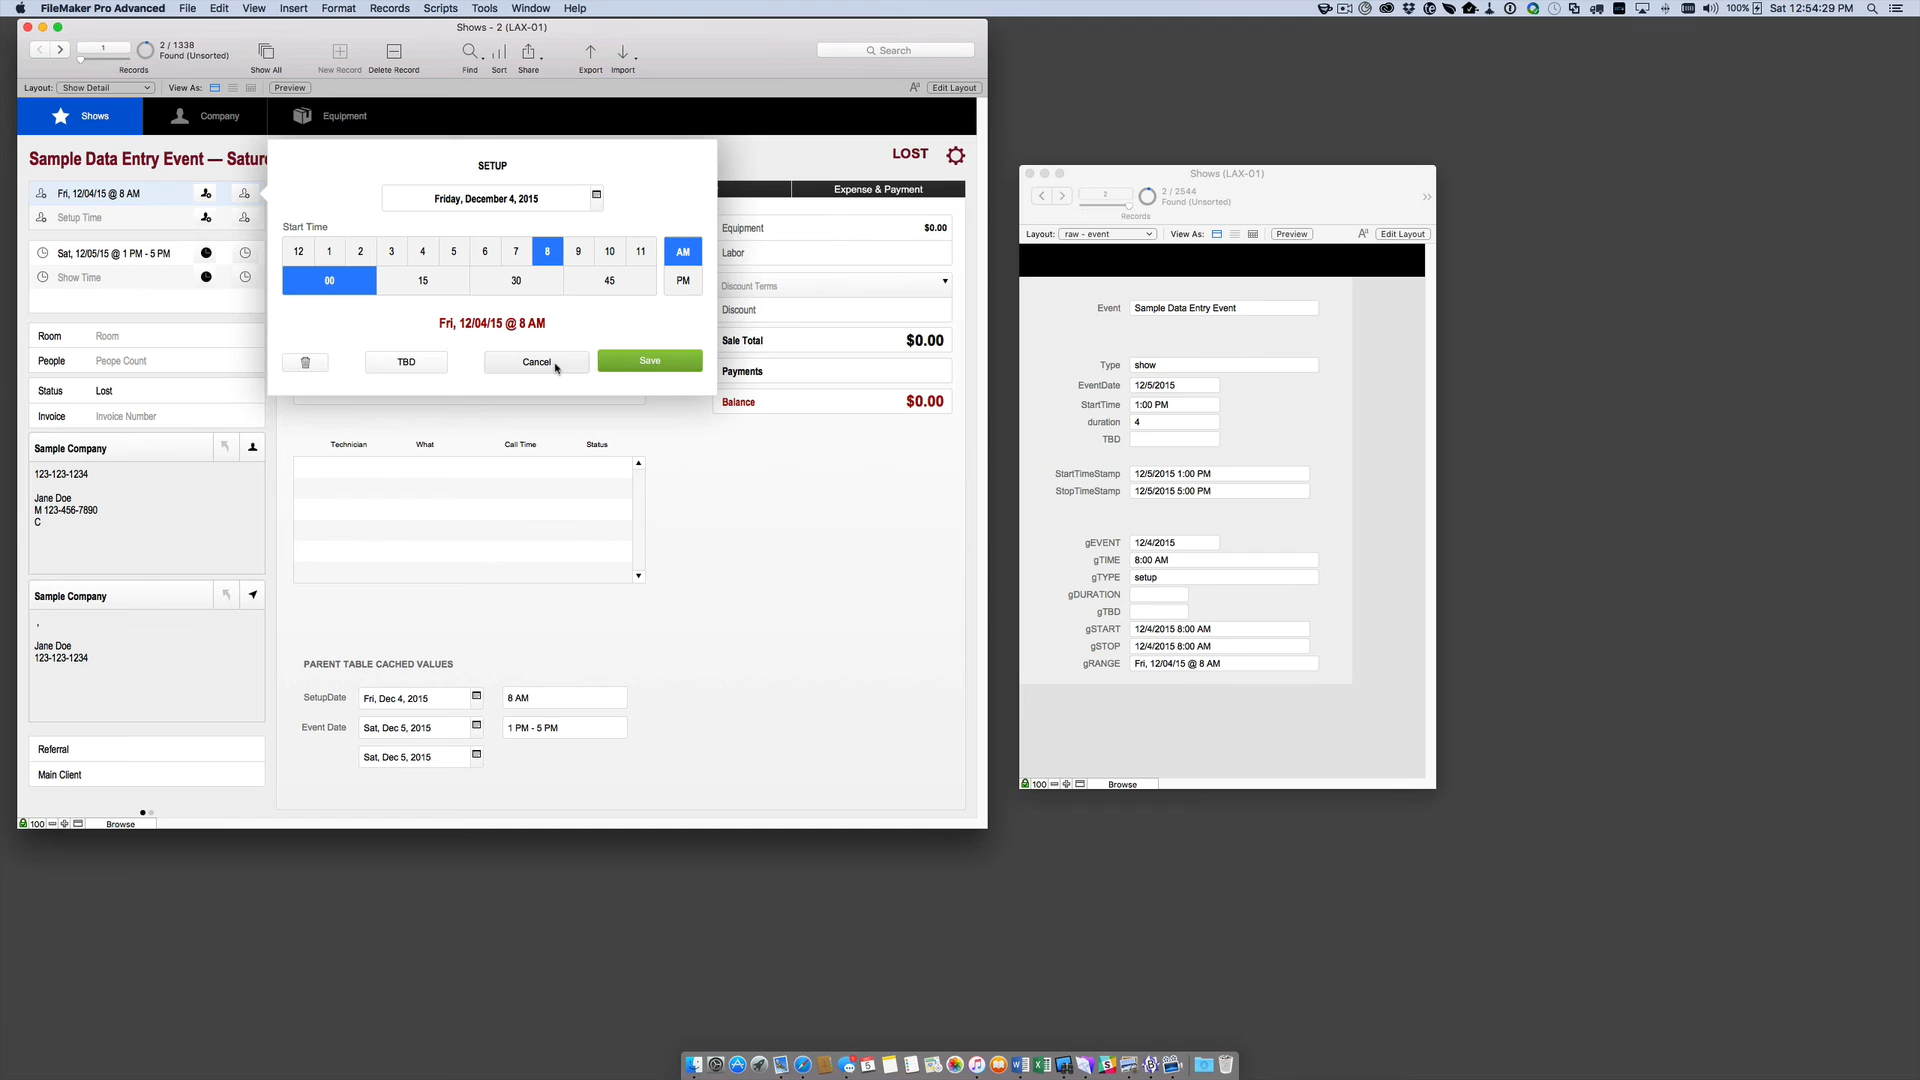 FileMaker Pro Advanced File Edit View Insert Format Records Scripts Tools Window Help
100% Sat 12:54:29 PM
Shows - 2 (LAX-01)
1
2 / 1338
Found (Unsorted)
Records
Show All
New Record
Delete Record
Find
Sort
Share
Export
Import
Search
Layout: Show Detail
View As:
Preview
Edit Layout
Shows
Company
Equipment
Sample Data Entry Event — Satur
LOST
Fri, 12/04/15 @ 8 AM
Setup Time
Sat, 12/05/15 @ 1 PM - 5 PM
Show Time
Room Room
People Peope Count
Status Lost
Invoice Invoice Number
Sample Company
123-123-1234
Jane Doe
M 123-456-7890
C
Sample Company
,
Jane Doe
123-123-1234
Referral
Main Client
100 Browse
SETUP
Friday, December 4, 2015
Start Time
12 1 2 3 4 5 6 7 8 9 10 11 AM
00 15 30 45 PM
Fri, 12/04/15 @ 8 AM
TBD
Cancel
Save
Expense & Payment
Equipment $0.00
Labor
Discount Terms
Discount
Sale Total $0.00
Payments
Balance $0.00
Technician What Call Time Status
PARENT TABLE CACHED VALUES
SetupDate Fri, Dec 4, 2015 8 AM
Event Date Sat, Dec 5, 2015 1 PM - 5 PM
Sat, Dec 5, 2015
Shows (LAX-01)
2
2 / 2544
Found (Unsorted)
Records
Layout: raw - event
View As:
Preview
Edit Layout
Event Sample Data Entry Event
Type show
EventDate 12/5/2015
StartTime 1:00 PM
duration 4
TBD
StartTimeStamp 12/5/2015 1:00 PM
StopTimeStamp 12/5/2015 5:00 PM
gEVENT 12/4/2015
gTIME 8:00 AM
gTYPE setup
gDURATION
gTBD
gSTART 12/4/2015 8:00 AM
gSTOP 12/4/2015 8:00 AM
gRANGE Fri, 12/04/15 @ 8 AM
100 Browse